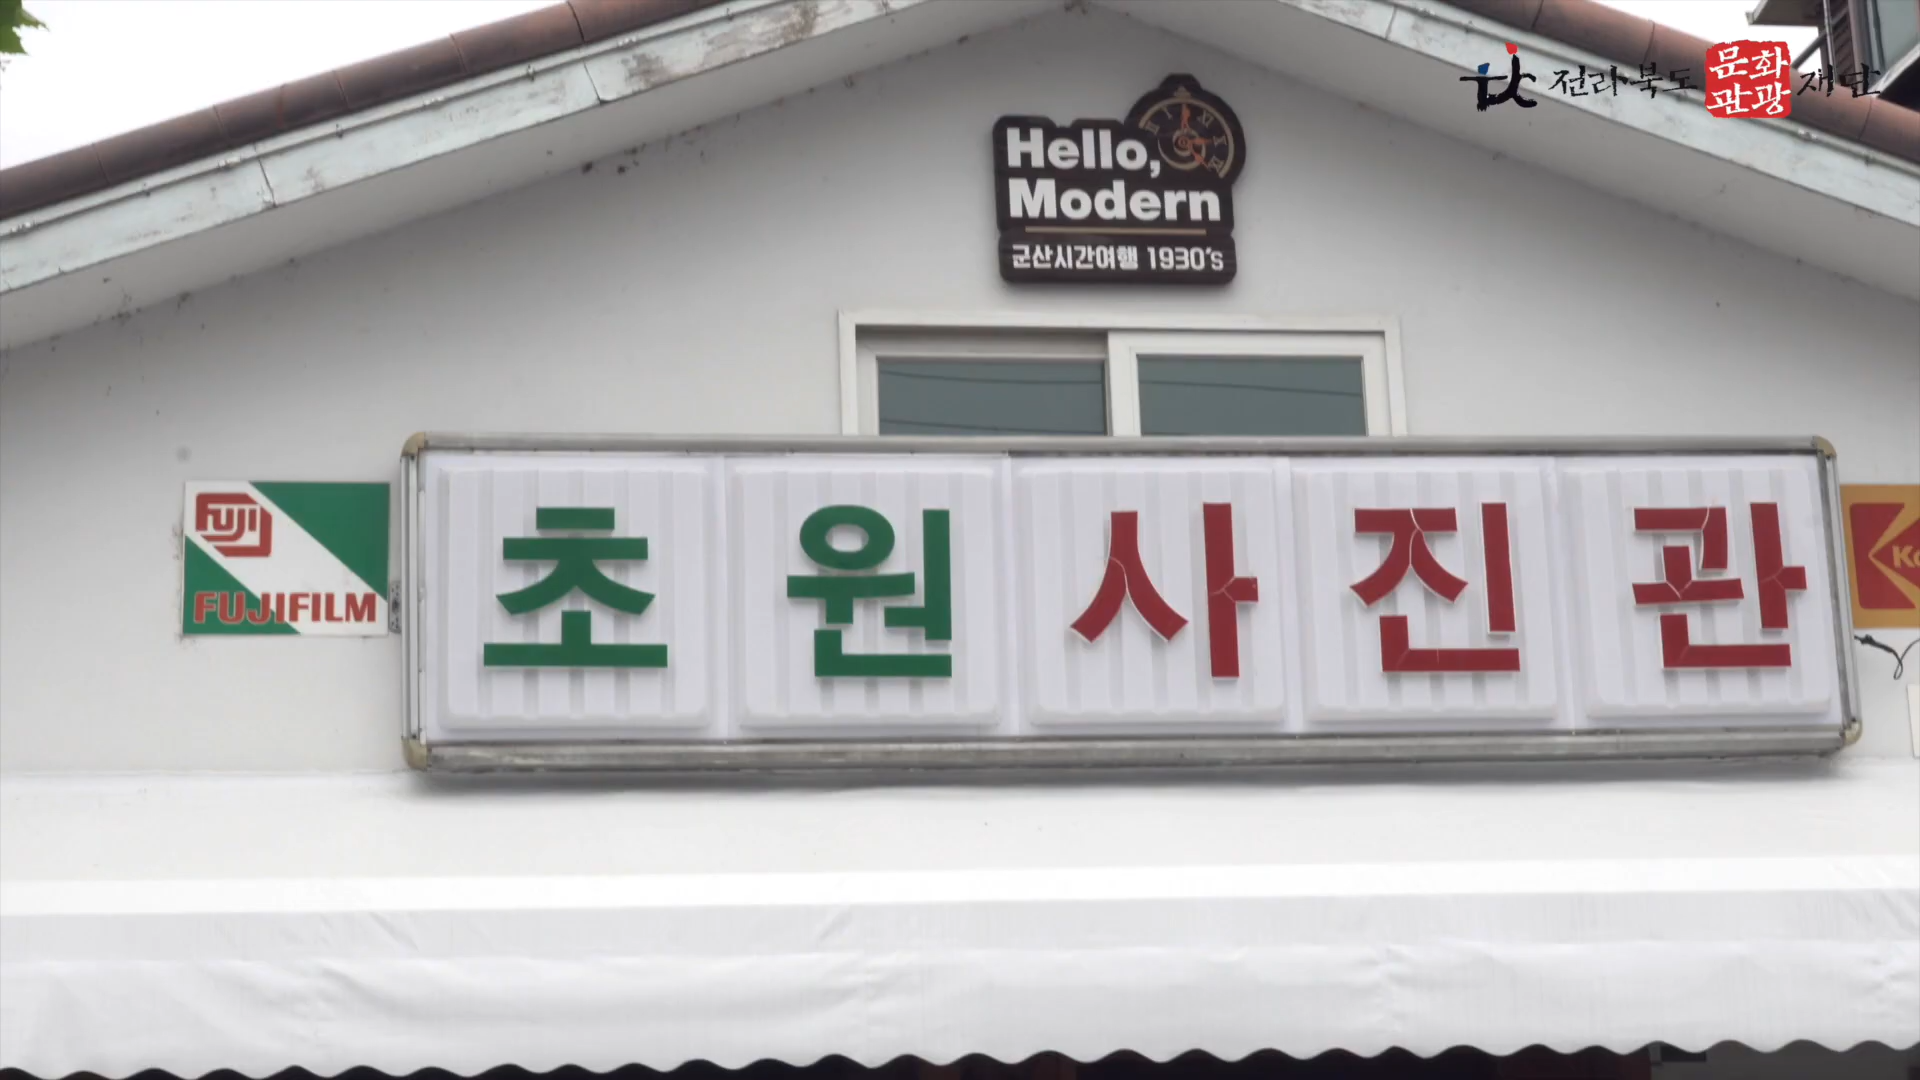 전라북도 문화관광재단
Hello,
Modern
군산시간여행 1930's
FUJI
FUJIFILM
초원사진관